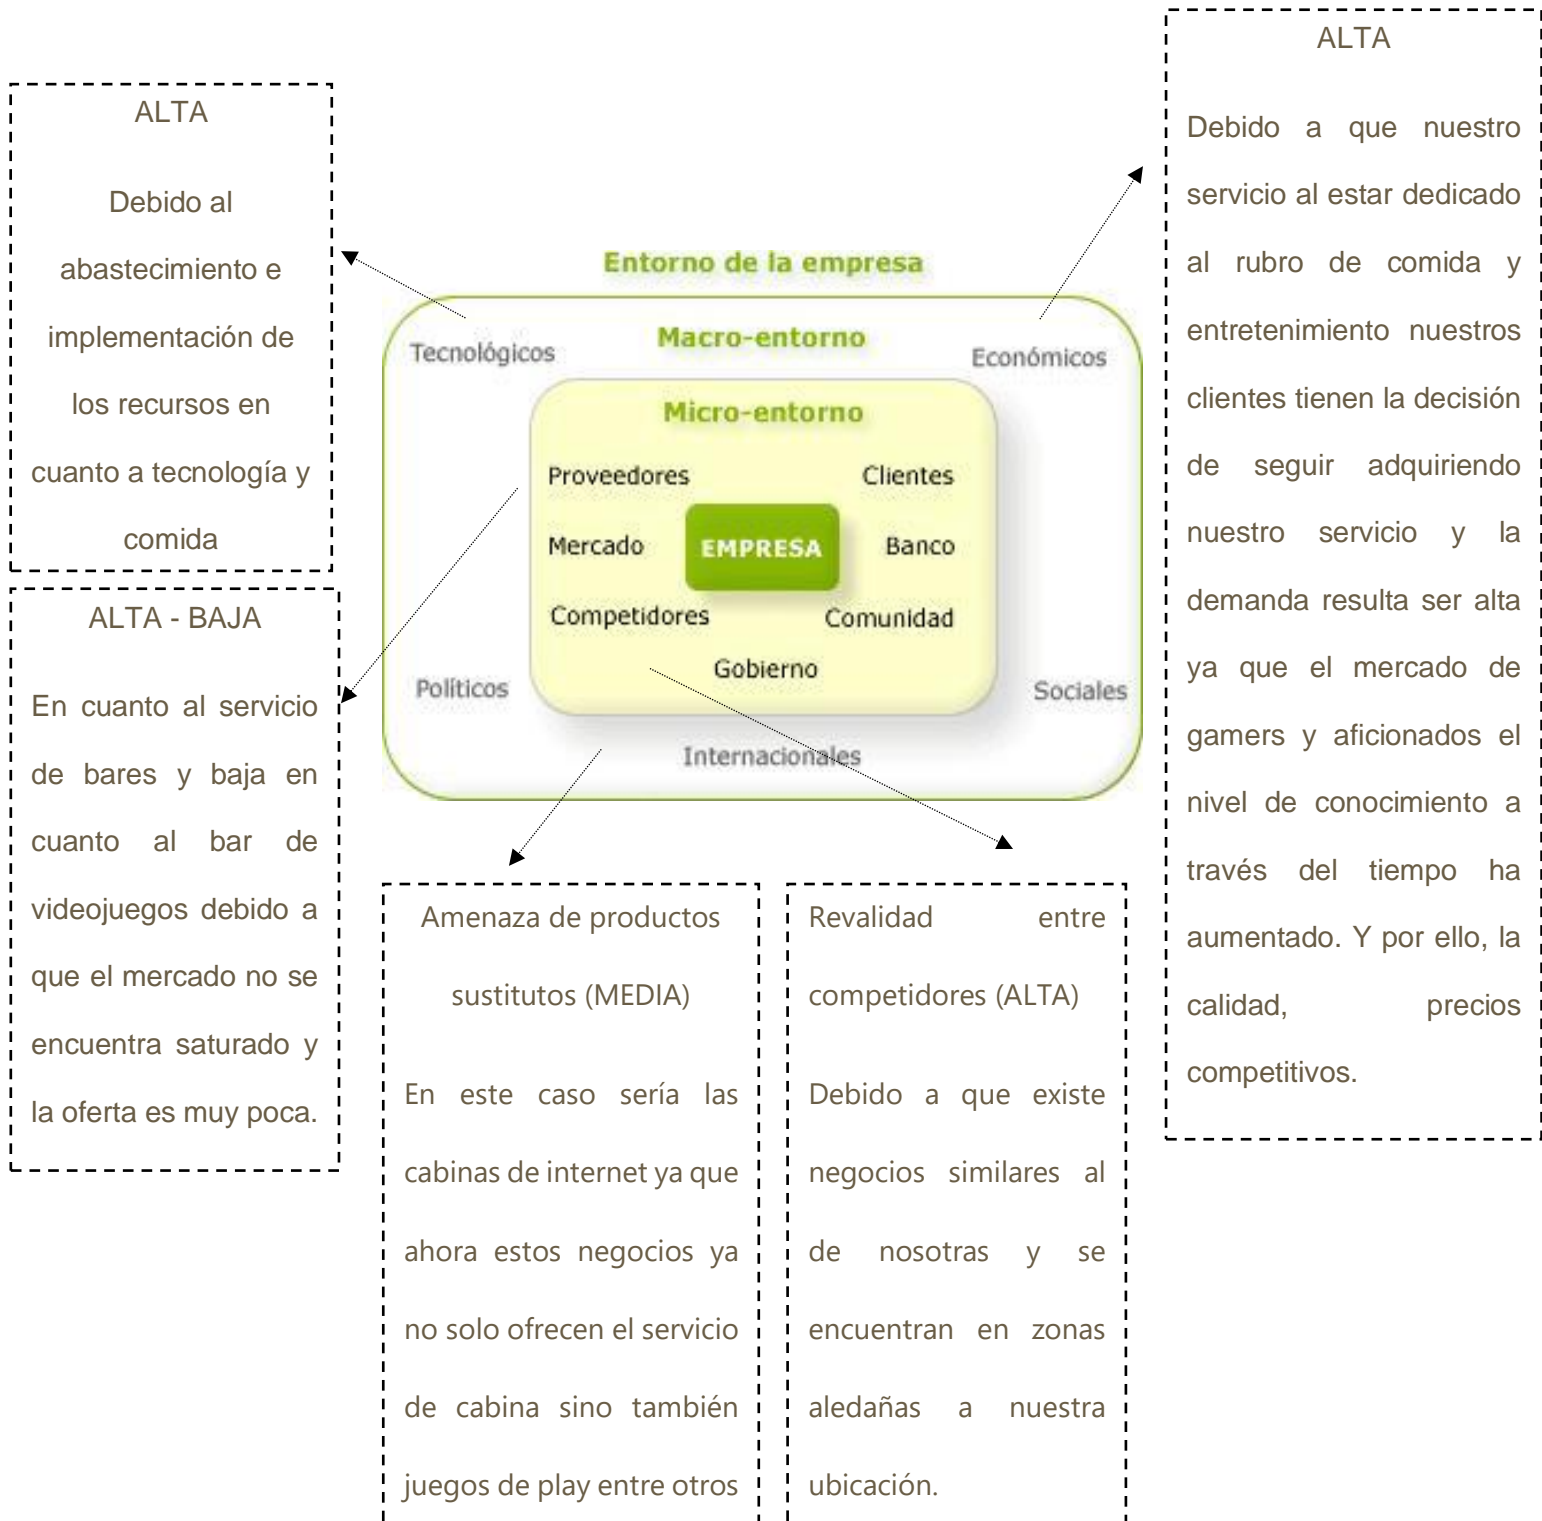 ALTA
Debido al
abastecimiento e
implementación de
los recursos en
cuanto a tecnología y
comida
ALTA - BAJA
En cuanto al servicio
de bares y baja en
cuanto al bar de
videojuegos debido a
que el mercado no se
encuentra saturado y
la oferta es muy poca.
Entorno de la empresa
Macro-entorno
Tecnológicos
Económicos
Micro-entorno
Proveedores
Clientes
Mercado
EMPRESA
Banco
Competidores
Comunidad
Gobierno
Políticos
Sociales
Internacionales
Amenaza de productos
sustitutos (MEDIA)
En este caso sería las
cabinas de internet ya que
ahora estos negocios ya
no solo ofrecen el servicio
de cabina sino también
juegos de play entre otros
Revalidad entre
competidores (ALTA)
Debido a que existe
negocios similares al
de nosotras y se
encuentran en zonas
aledañas a nuestra
ubicación.
ALTA
Debido a que nuestro
servicio al estar dedicado
al rubro de comida y
entretenimiento nuestros
clientes tienen la decisión
de seguir adquiriendo
nuestro servicio y la
demanda resulta ser alta
ya que el mercado de
gamers y aficionados el
nivel de conocimiento a
través del tiempo ha
aumentado. Y por ello, la
calidad, precios
competitivos.